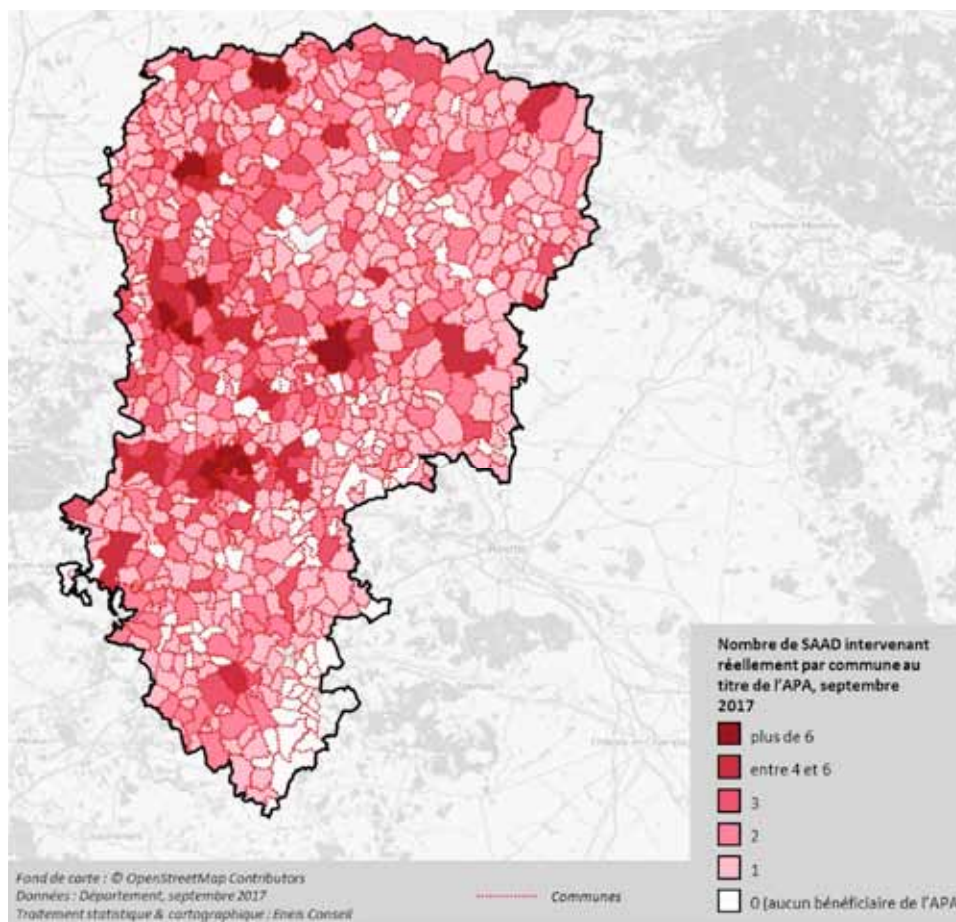 Reims
Nombre de SAAD intervenant
réellement par commune au
titre de l'APA, septembre
2017
plus de 6
entre 4 et 6
3
2
1
0 (aucun bénéficiaire de l'APA
Fond de carte : © OpenStreetMap Contributors
Données : Département, septembre 2017
Communes
Traitement statistique & cartographique : Eneis Conseil